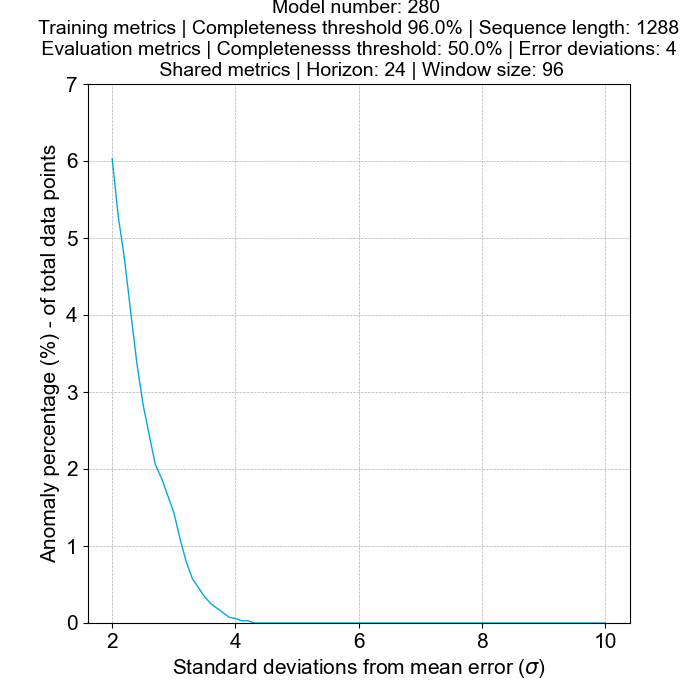 Model number: 280
Training metrics | Completeness threshold 96.0% | Sequence length: 1288
Evaluation metrics | Completenesss threshold: 50.0% | Error deviations: 4
Shared metrics | Horizon: 24 | Window size: 96
7
6
5
4
3
2
1
0
Anomaly percentage (%) - of total data points
2 4 6 8 10
Standard deviations from mean error (σ)